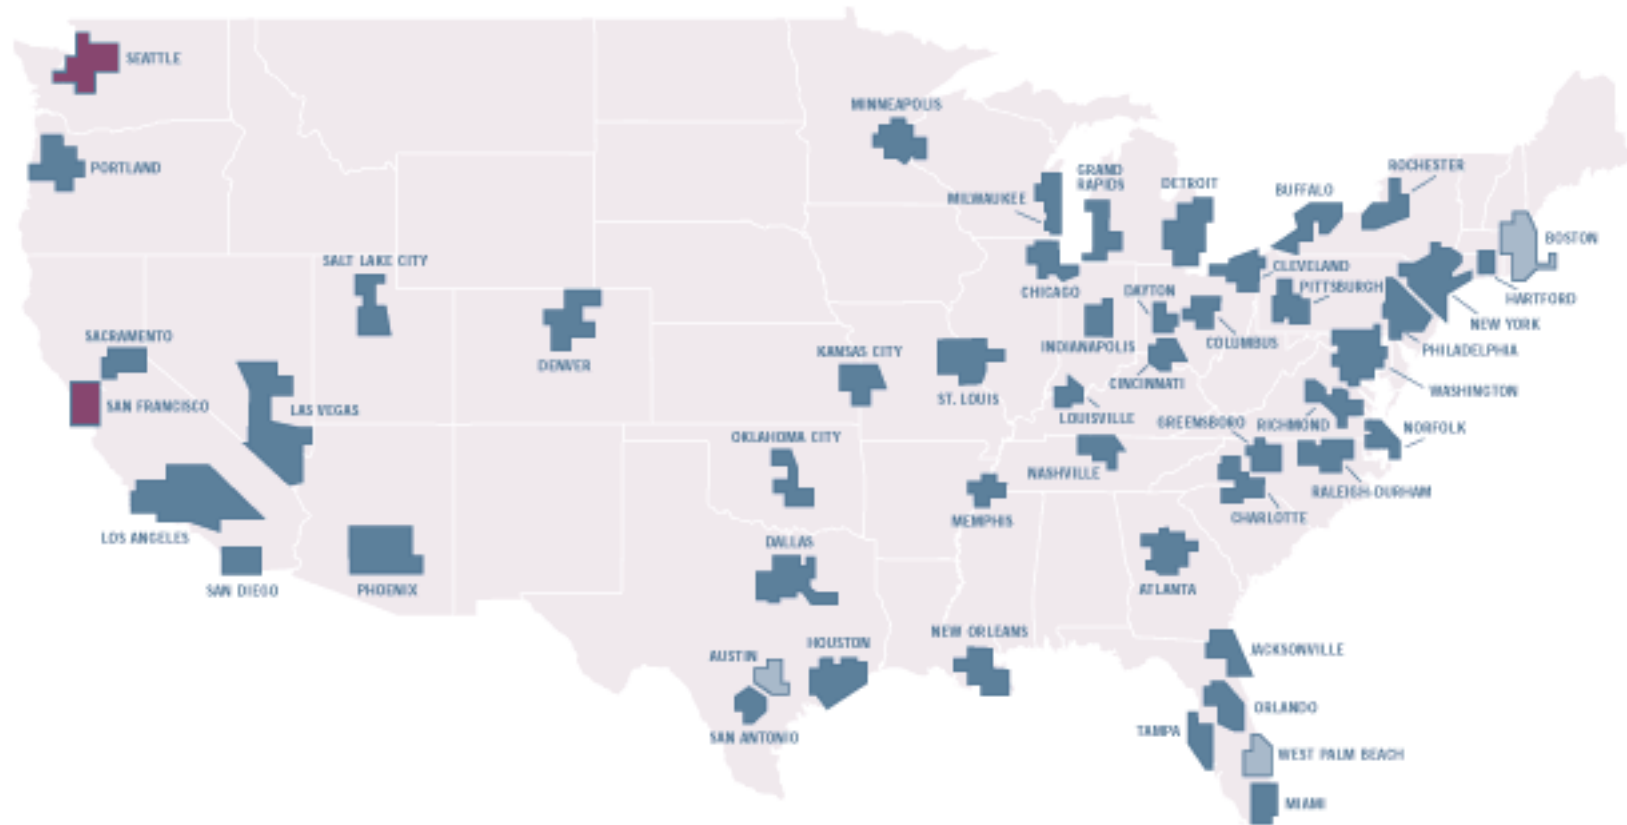 SEATTLE
MINNEAPOLIS
PORTLAND
ROCHESTER
GRAND
RAPIDS
DETROIT
BUFFALO
MILWAUKEE
BOSTON
SALT LAKE CITY
CLEVELAND
PITTSBURGH
CHICAGO
DAYTON
HARTFORD
NEW YORK
SACRAMENTO
INDIANAPOLIS
COLUMBUS
PHILADELPHIA
KANSAS CITY
DENVER
CINCINNATI
WASHINGTON
ST. LOUIS
SAN FRANCISCO
LAS VEGAS
LOUISVILLE
GREENSBORO
RICHMOND
NORFOLK
OKLAHOMA CITY
NASHVILLE
RALEIGH-DURHAM
MEMPHIS
CHARLOTTE
LOS ANGELES
DALLAS
SAN DIEGO
PHOENIX
ATLANTA
NEW ORLEANS
HOUSTON
AUSTIN
JACKSONVILLE
ORLANDO
TAMPA
SAN ANTONIO
WEST PALM BEACH
MIAMI